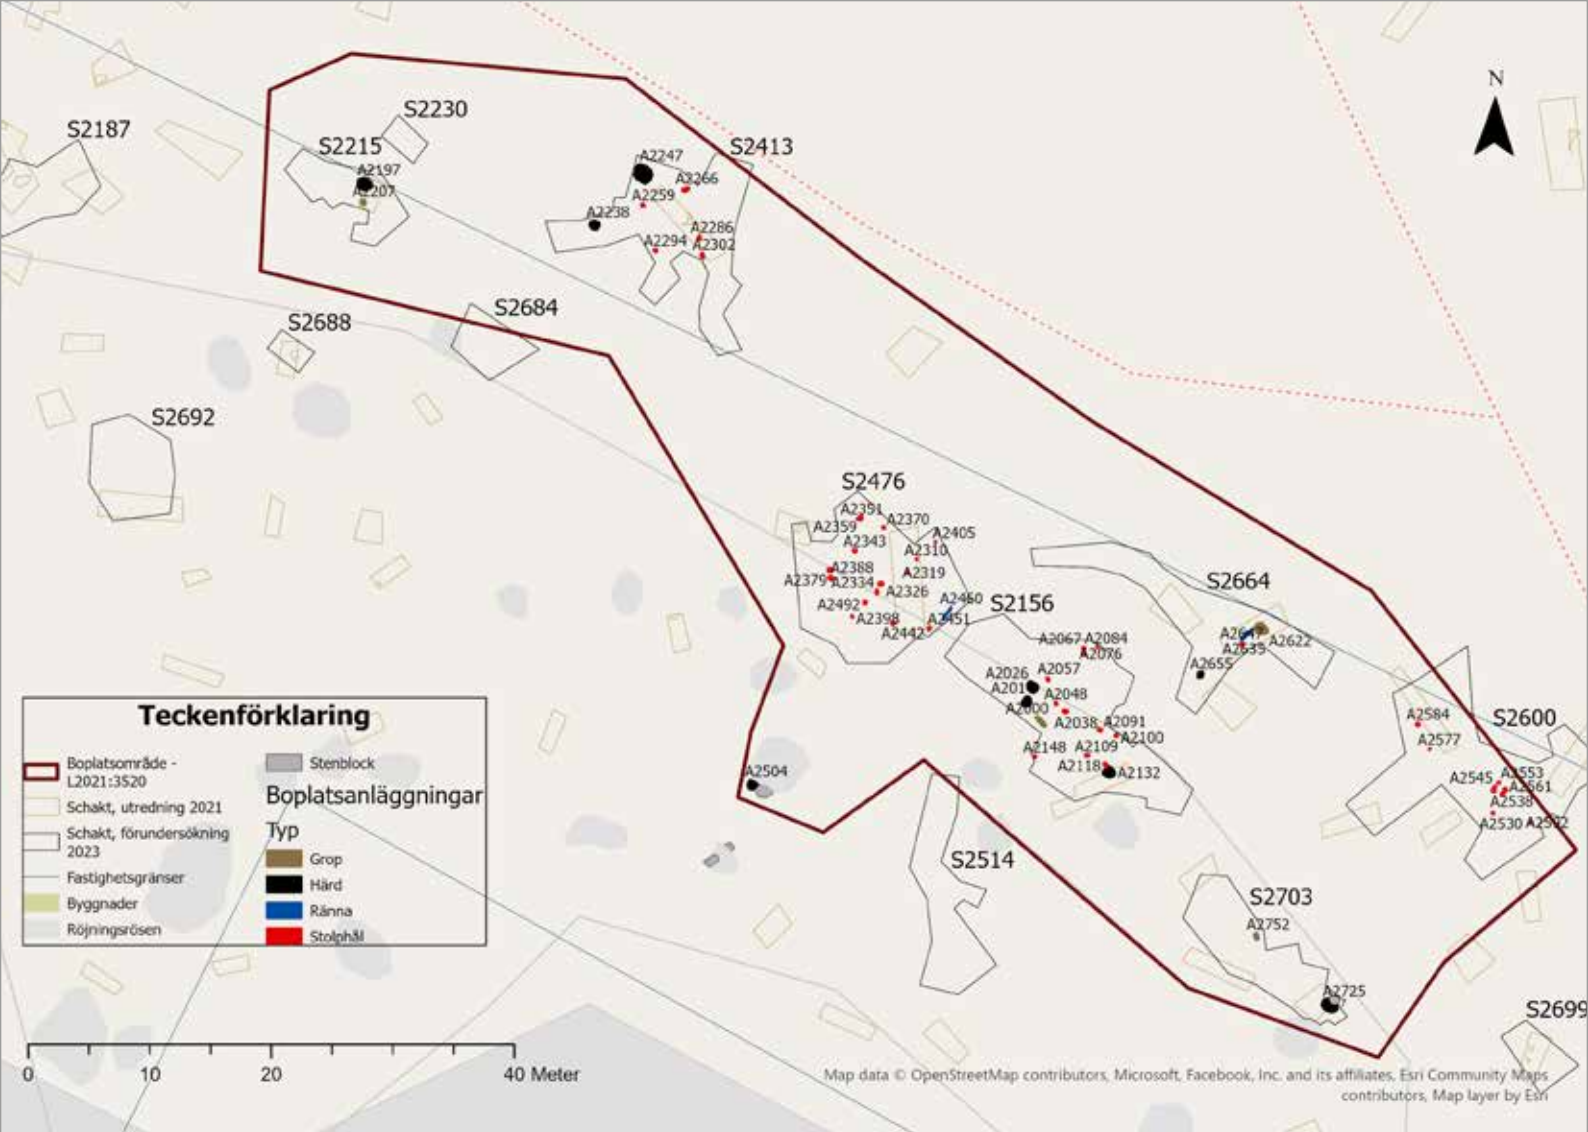 N
S2230
S2187
S2215
S2413
A2247
A2197
A2266
A2259
A2238
A2286
A2294
A2302
S2684
S2688
S2692
S2476
A2351
A2359
A2370
A2405
A2343
A2310
A2388
A2319
A2379
A2334
A2326
A2492
A2460
A2398
A2451
A2442
S2156
S2664
A2067
A2084
A2076
A2622
A2639
A2655
A2026
A2057
A2048
A2000
A2038
A2091
A2100
A2148
A2109
A2118
A2132
A2584
A2577
S2600
A2545
A2553
A2561
A2538
A2530
A2504
S2514
S2703
A2752
A2725
S2699
Teckenförklaring
Boplatsområde -
L2021:3520
Schakt, utredning 2021
Schakt, förundersökning
2023
Fastighetsgränser
Byggnader
Röjningsrösen
Stenblock
Boplatsanläggningar
Typ
Grop
Härd
Ränna
Stolphål
0 10 20 40 Meter
Map data © OpenStreetMap contributors, Microsoft, Facebook, Inc. and its affiliates, Esri Community Maps
contributors, Map layer by Esri